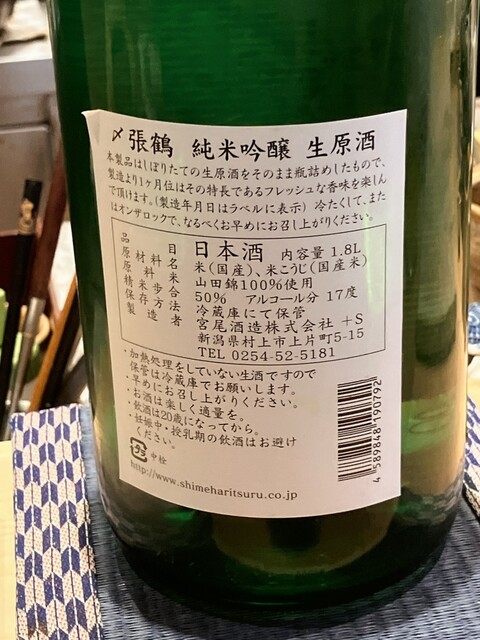 〆張鶴 純米吟醸 生原酒
本製品はしぼりたての生原酒をそのまま瓶詰めしたもので、
製造より1ヶ月位はその特長であるフレッシュな香味を楽しん
で頂けます。(製造年月日はラベルに表示) 冷たくして、また
はオンザロックで、なるべくお早めにお召し上がりください。
品目 日本酒 内容量 1.8L
原材料名 米(国産)、米こうじ(国産米)
原料米 山田錦100%使用
精米歩合 50% アルコール分 17度
保存方法 冷蔵庫にて保管
製造者 宮尾酒造株式会社 +S
新潟県村上市上片町5-15
TEL 0254-52-5181
・加熱処理をしていない生酒ですので
保管は冷蔵庫でお願いします。
・早めにお召し上がりください。
・お酒は楽しく適量を。
・飲酒は20歳になってから。
・妊娠中・授乳期の飲酒はお避け
ください。
プラ 中栓
http://www.shimeharitsuru.co.jp
4 589848 190792